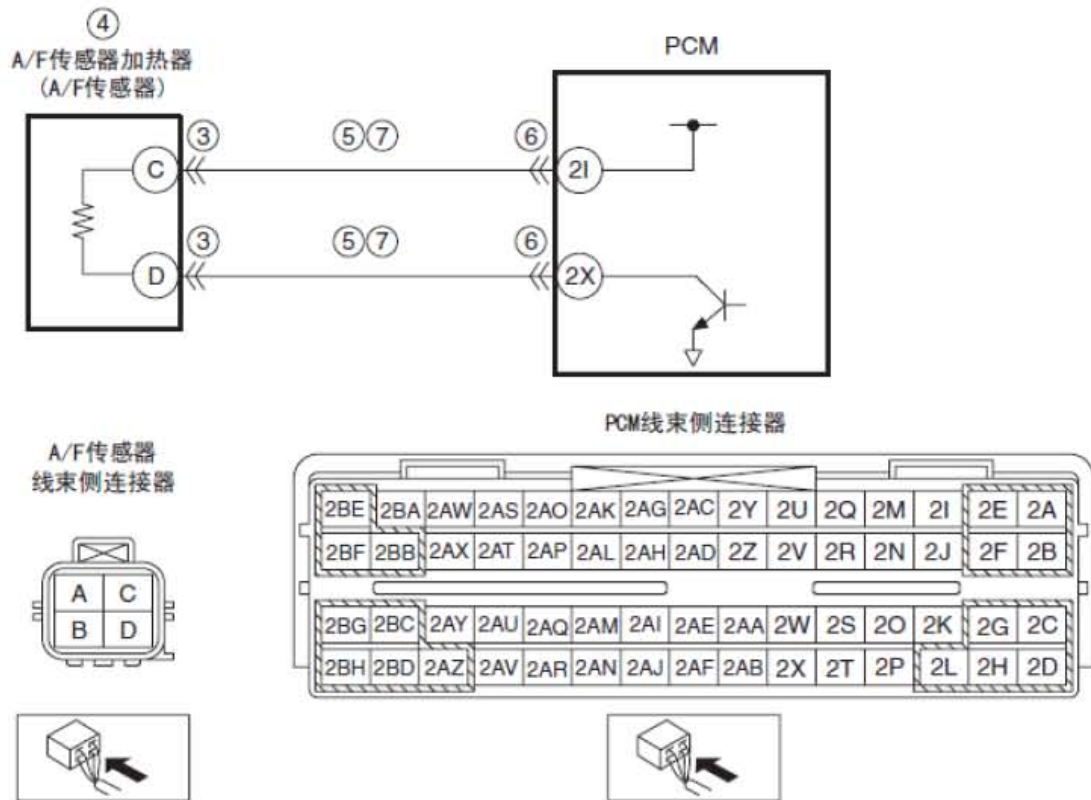 ④
A/F传感器加热器
(A/F传感器)
PCM
C ③ ⑤⑦ ⑥ 2I
D ③ ⑤⑦ ⑥ 2X
A/F传感器
线束侧连接器
A C
B D
PCM线束侧连接器
2BE 2BA 2AW 2AS 2AO 2AK 2AG 2AC 2Y 2U 2Q 2M 2I 2E 2A
2BF 2BB 2AX 2AT 2AP 2AL 2AH 2AD 2Z 2V 2R 2N 2J 2F 2B
2BG 2BC 2AY 2AU 2AQ 2AM 2AI 2AE 2AA 2W 2S 2O 2K 2G 2C
2BH 2BD 2AZ 2AV 2AR 2AN 2AJ 2AF 2AB 2X 2T 2P 2L 2H 2D